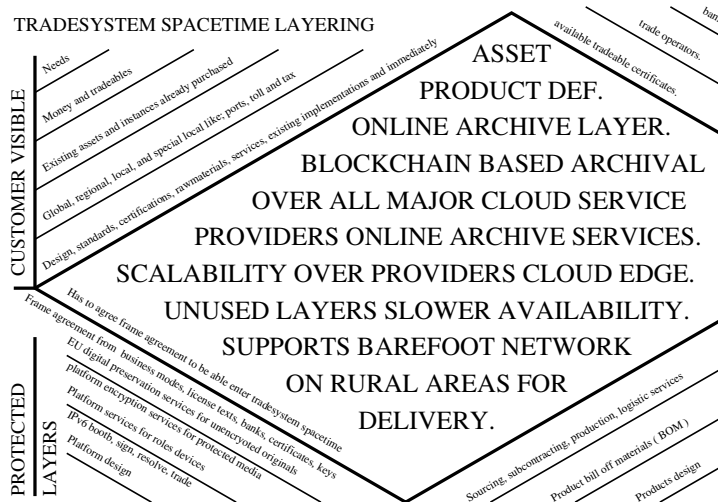 TRADESYSTEM SPACETIME LAYERING
CUSTOMER VISIBLE
Needs
Money and tradeables
Existing assets and instances already purchased
Global, regional, local, and special local like; ports, toll and tax
Design, standards, certifications, rawmaterials, services, existing implementations and immediately
available tradeable certificates.
trade operators.
ban
ASSET
PRODUCT DEF.
ONLINE ARCHIVE LAYER.
BLOCKCHAIN BASED ARCHIVAL
OVER ALL MAJOR CLOUD SERVICE
PROVIDERS ONLINE ARCHIVE SERVICES.
SCALABILITY OVER PROVIDERS CLOUD EDGE.
UNUSED LAYERS SLOWER AVAILABILITY.
SUPPORTS BAREFOOT NETWORK
ON RURAL AREAS FOR
DELIVERY.
Has to agree frame agreement to be able enter tradesystem spacetime
Frame agreement from business modes, license texts, banks, certificates, keys
EU digital preservation services for unencryoted originals
platform encryption services for protected media
Platform services for roles devices
IPv6 booth, sign, resolve, trade
Platform design
PROTECTED
LAYERS
Sourcing, subcontracting, production, logistic services
Product bill off materials ( BOM )
Products design